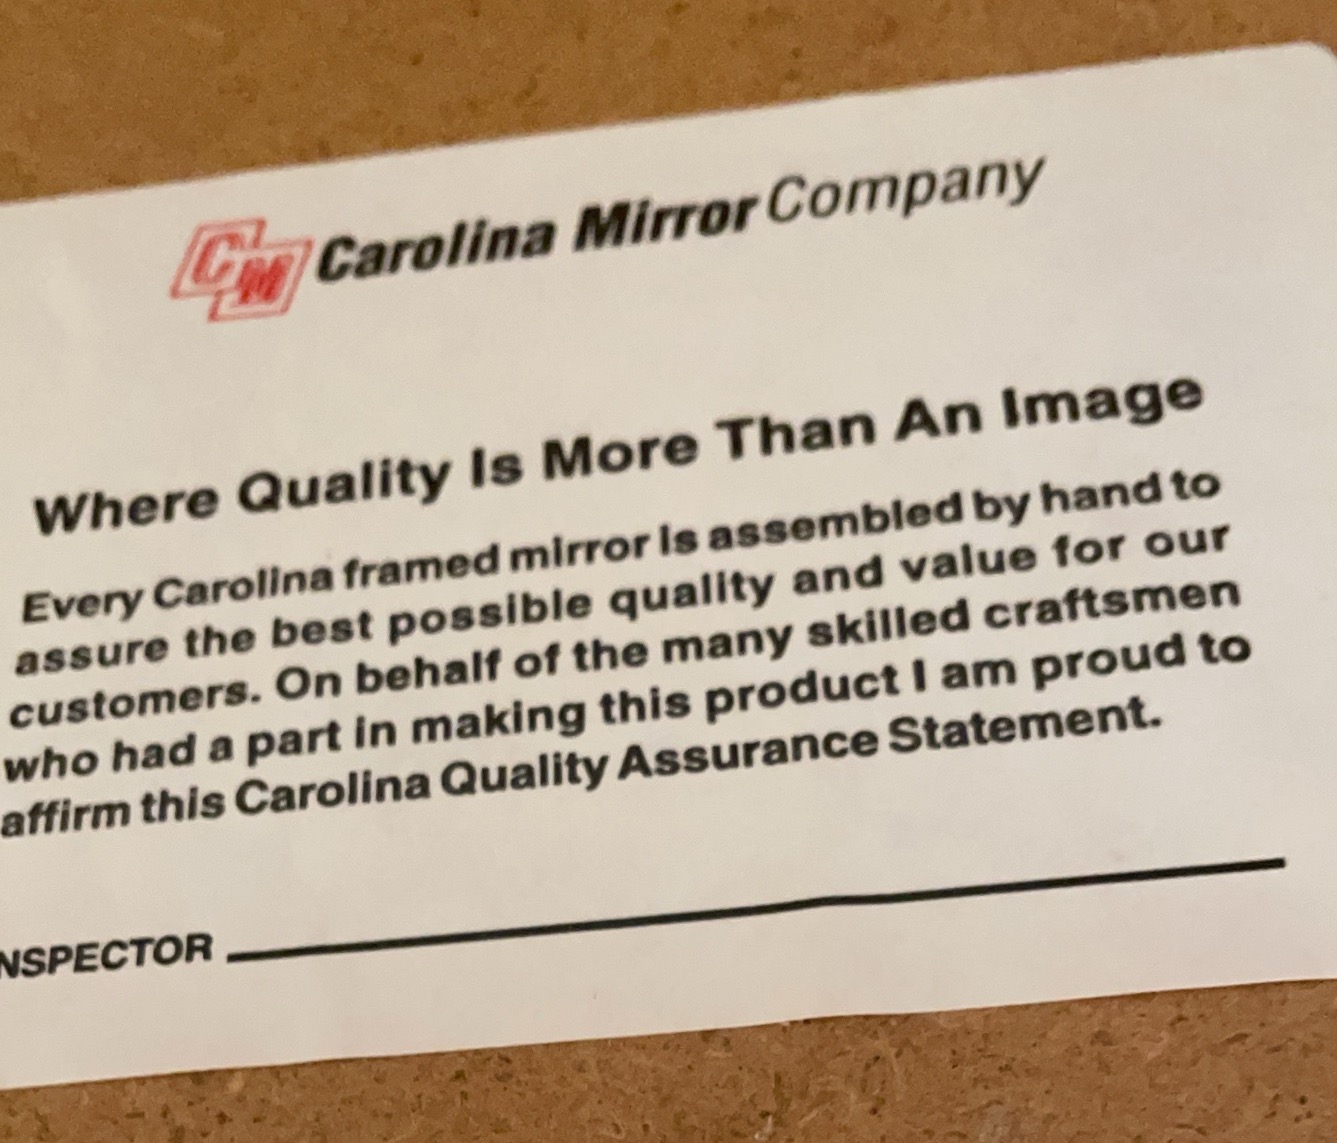 CM Carolina Mirror Company
Where Quality Is More Than An Image
Every Carolina framed mirror is assembled by hand to
assure the best possible quality and value for our
customers. On behalf of the many skilled craftsmen
who had a part in making this product I am proud to
affirm this Carolina Quality Assurance Statement.
NSPECTOR